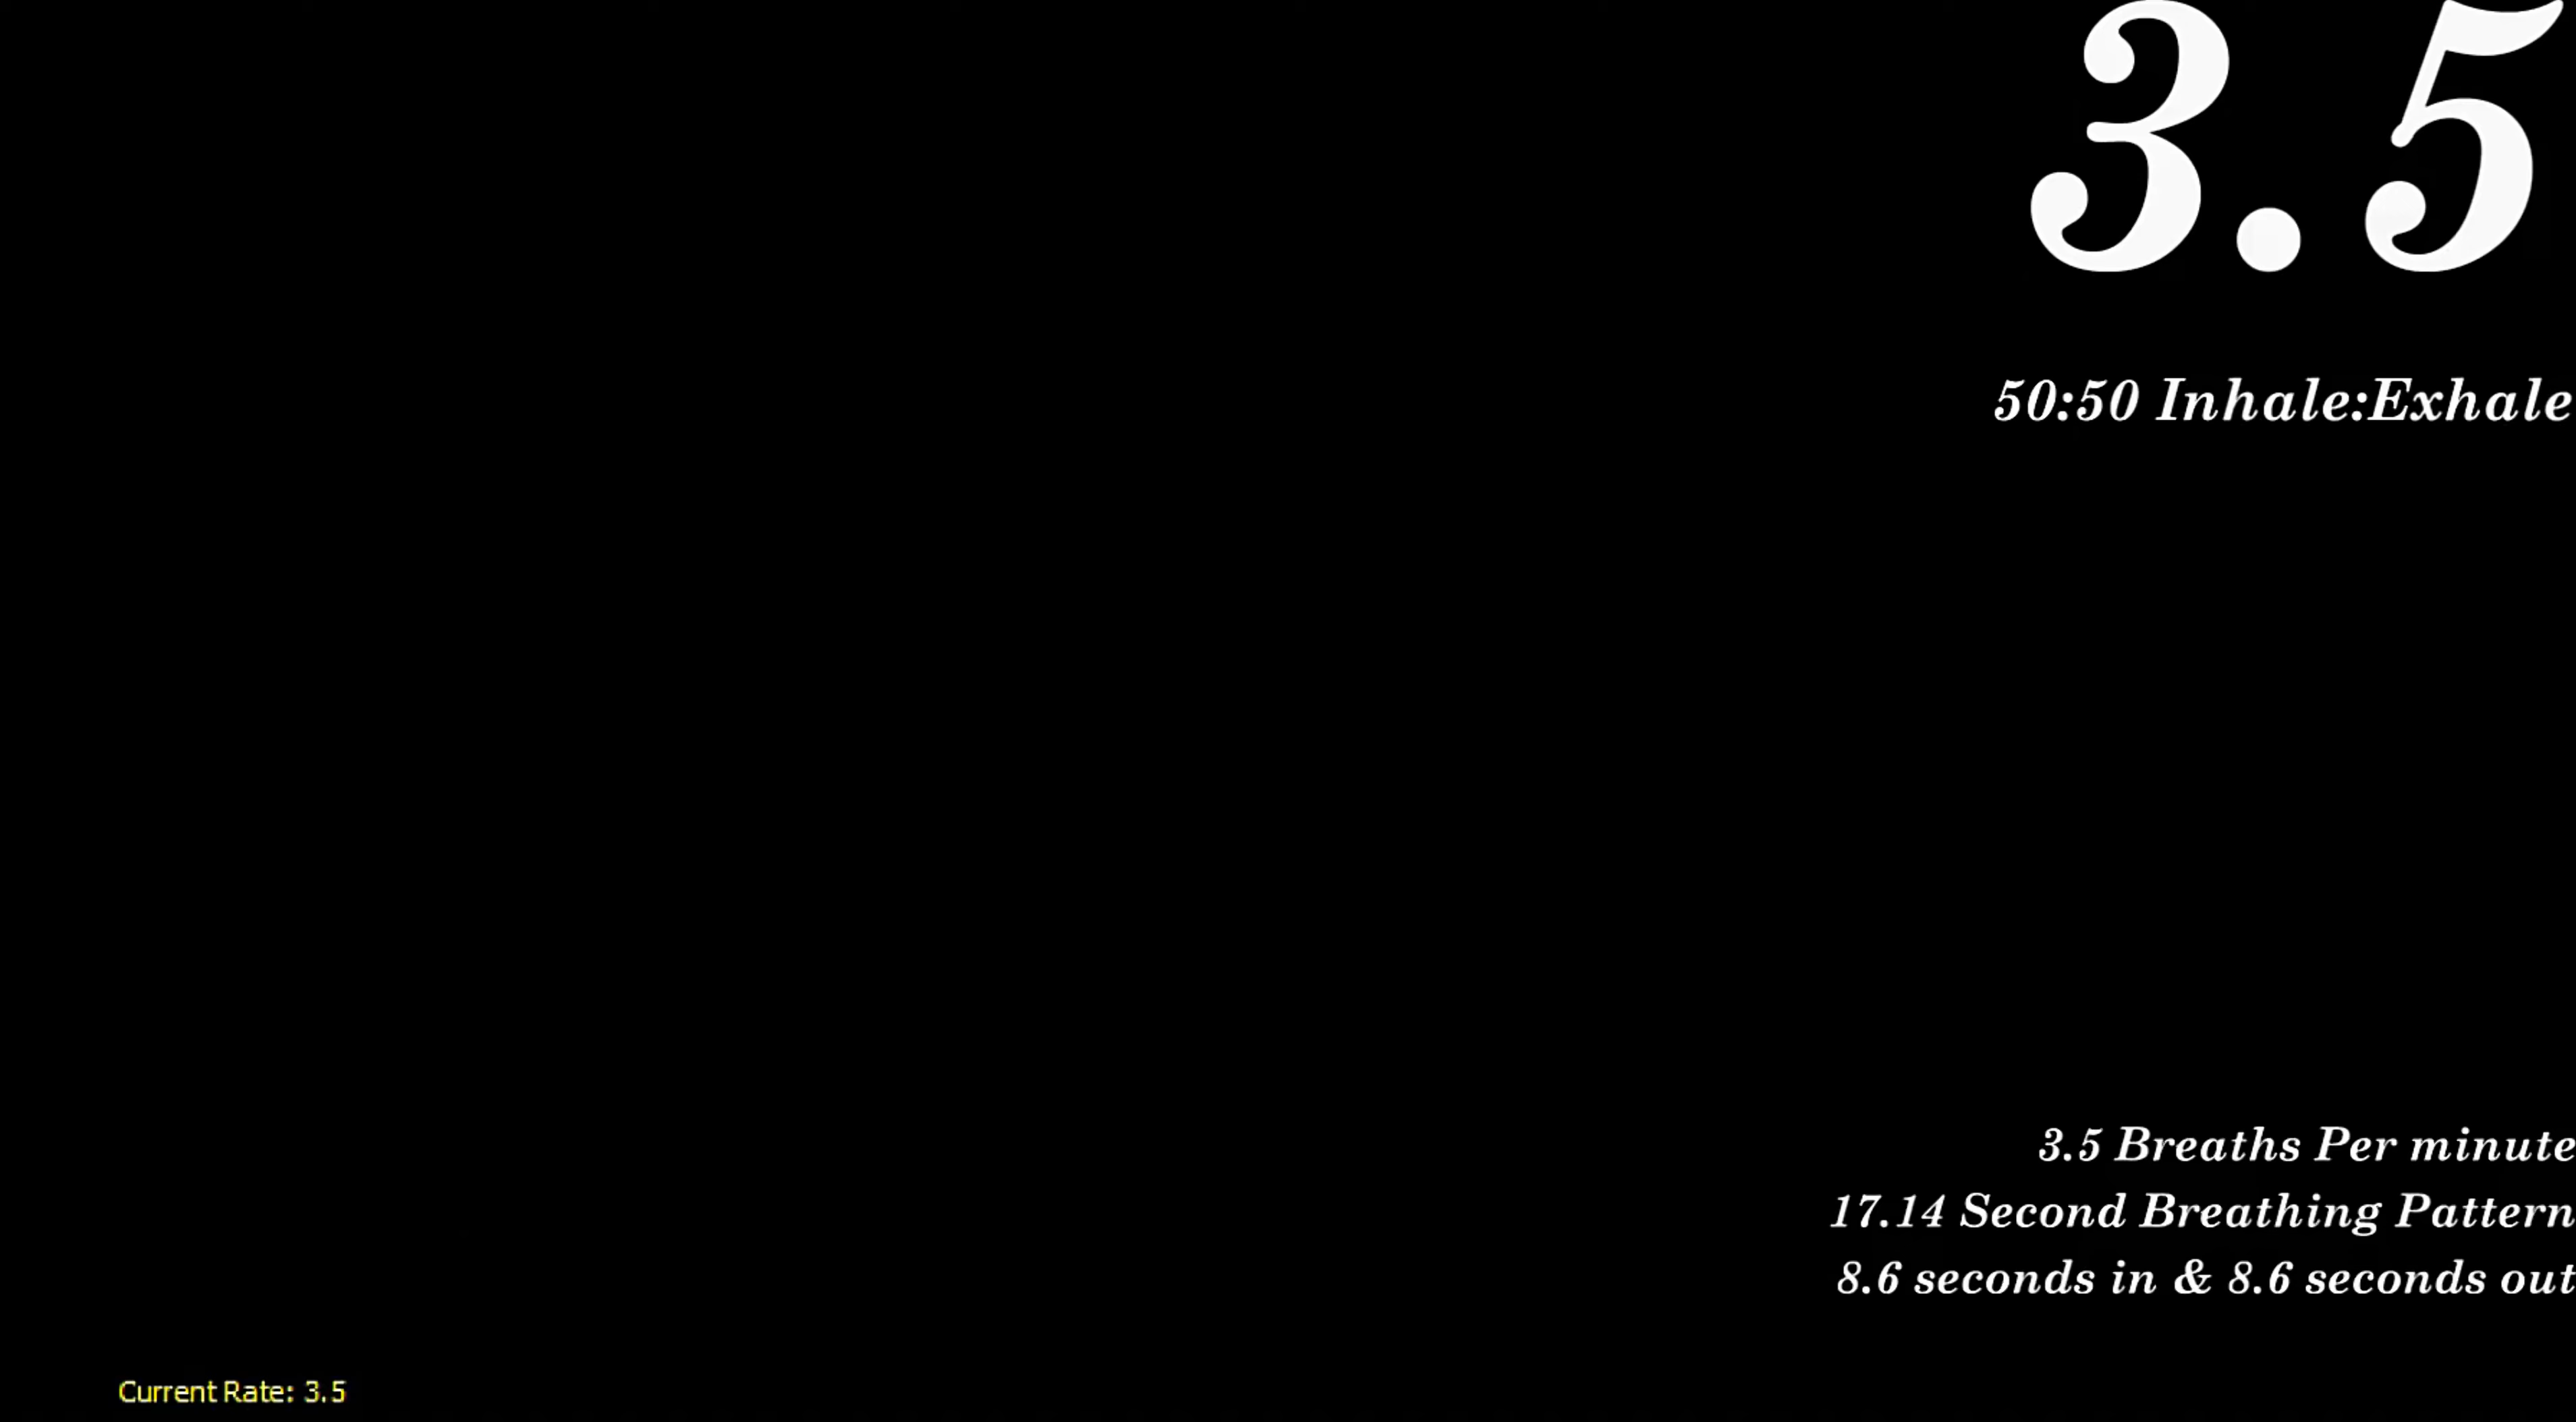 3.5
50:50 Inhale:Exhale
3.5 Breaths Per minute
17.14 Second Breathing Pattern
8.6 seconds in & 8.6 seconds out
Current Rate: 3.5